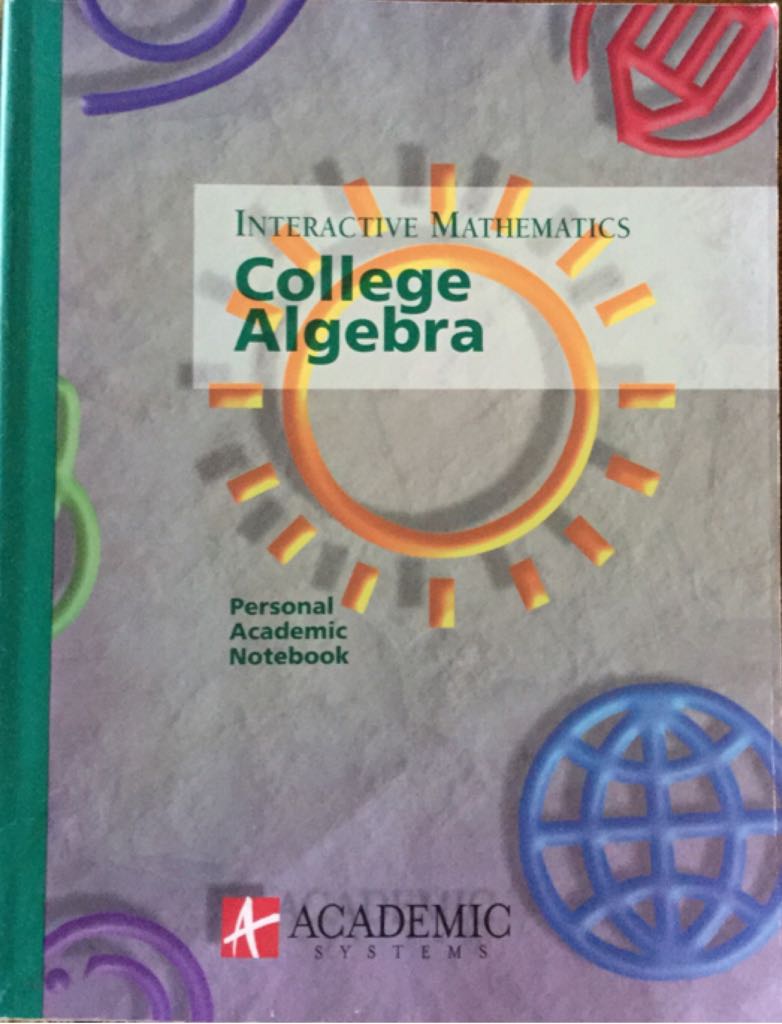 INTERACTIVE MATHEMATICS
College
Algebra
Personal
Academic
Notebook
ACADEMIC
SYSTEMS